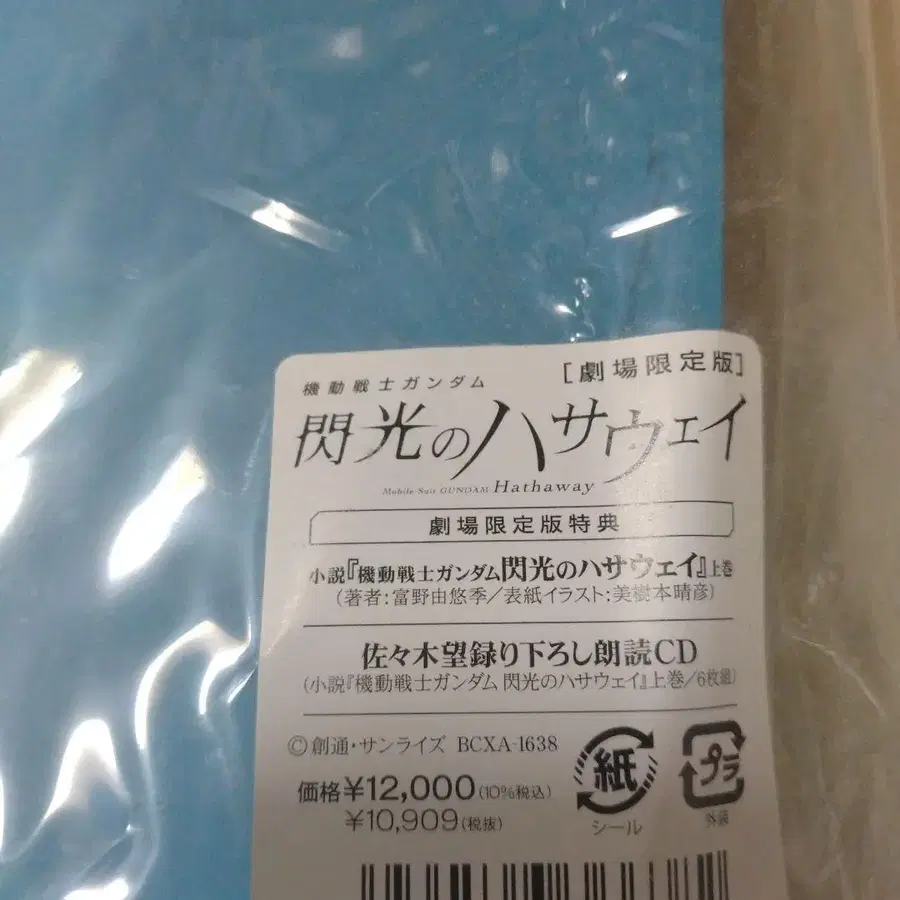 機動戦士ガンダム [劇場限定版]
閃光のハサウェイ
Mobile Suit GUNDAM Hathaway
劇場限定版特典
小説『機動戦士ガンダム閃光のハサウェイ』上巻
(著者:富野由悠季/表紙イラスト:美樹本晴彦)
佐々木望録り下ろし朗読CD
(小説『機動戦士ガンダム 閃光のハサウェイ』上巻/6枚組)
©創通・サンライズ BCXA-1638
価格¥12,000(10%税込)
¥10,909(税抜)
紙
シール
プラ
外装